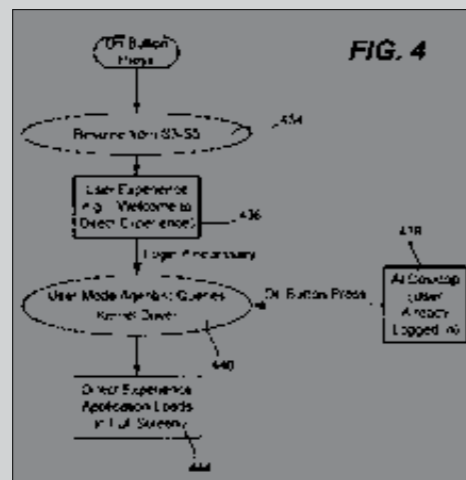 On Button
Press
FIG. 4
Resume from S3-S5
434
User Experience
e.g. "Welcome to
Direct Experience"
436
Login if necessary
438
User Mode Agent(s) Queries
Kernel Driver
On Button Press
At Desktop
(User
Already
Logged In)
440
Direct Experience
Application Loads
Full Screen
444